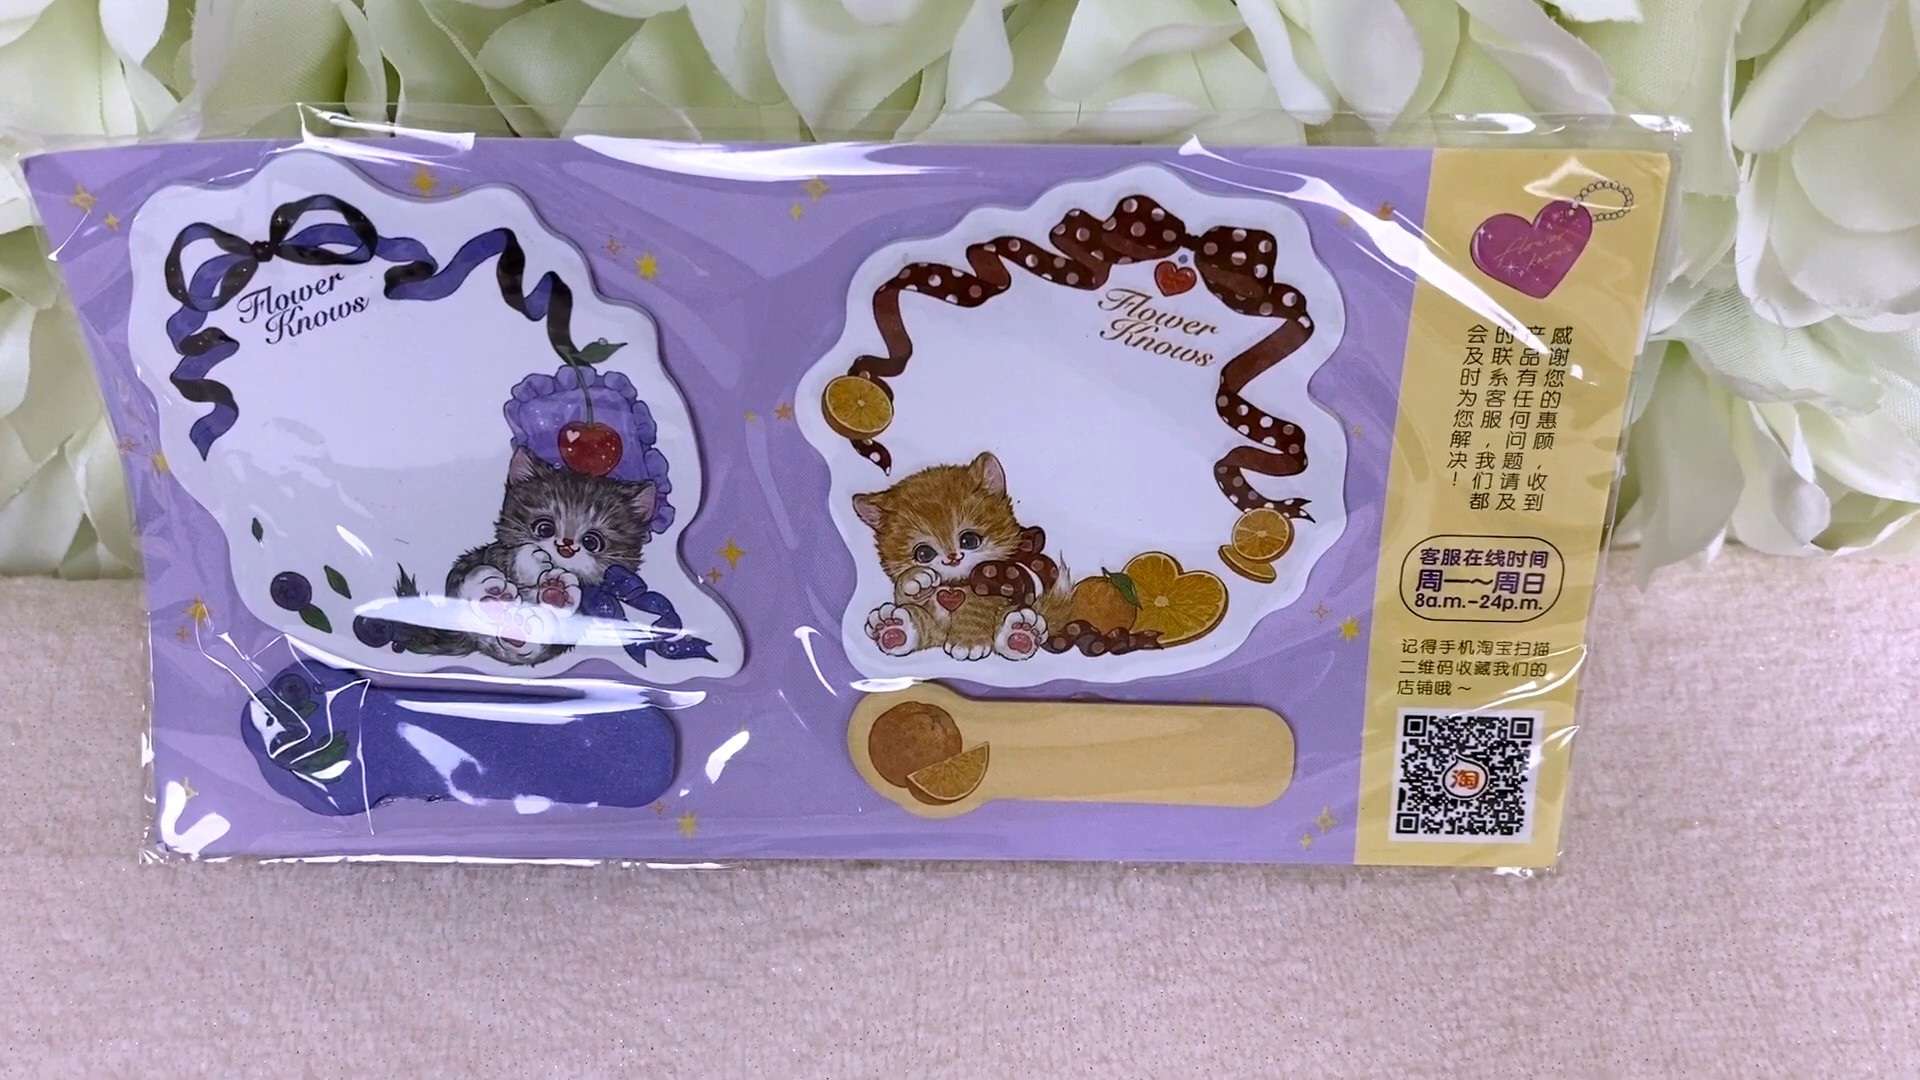 Flower
Knows
Flower
Knows
flower
knows
感谢您的惠顾，收到
产品有任何问题请及
时联系客服，我们都
会及时为您解决！
客服在线时间
周一～周日
8a.m.-24p.m.
记得手机淘宝扫描
二维码收藏我们的
店铺哦～
淘